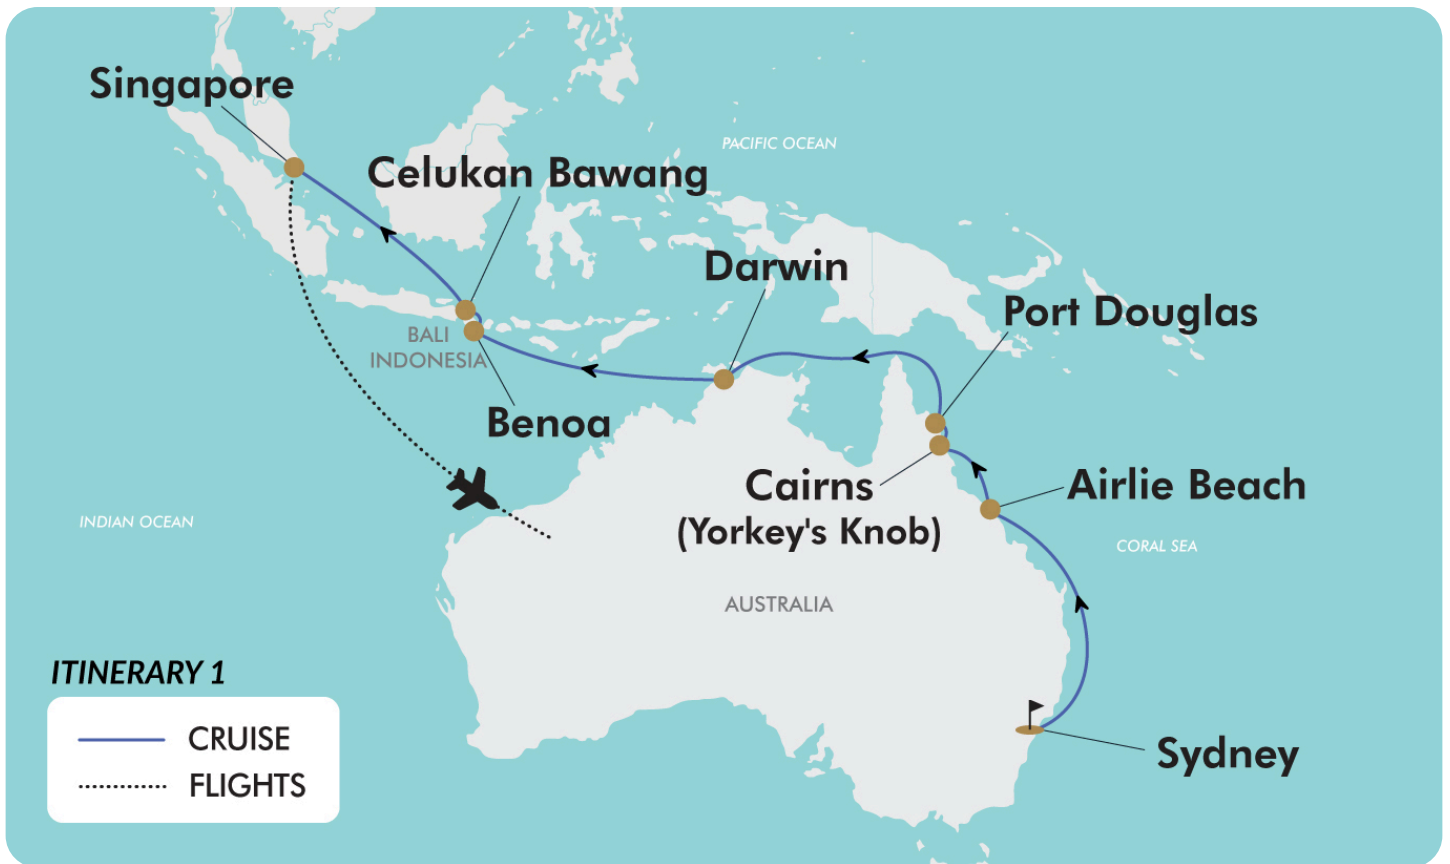 Singapore
PACIFIC OCEAN
Celukan Bawang
Darwin
Port Douglas
BALI
INDONESIA
Benoa
Cairns
(Yorkey's Knob)
Airlie Beach
INDIAN OCEAN
CORAL SEA
AUSTRALIA
Sydney
ITINERARY 1
CRUISE
FLIGHTS